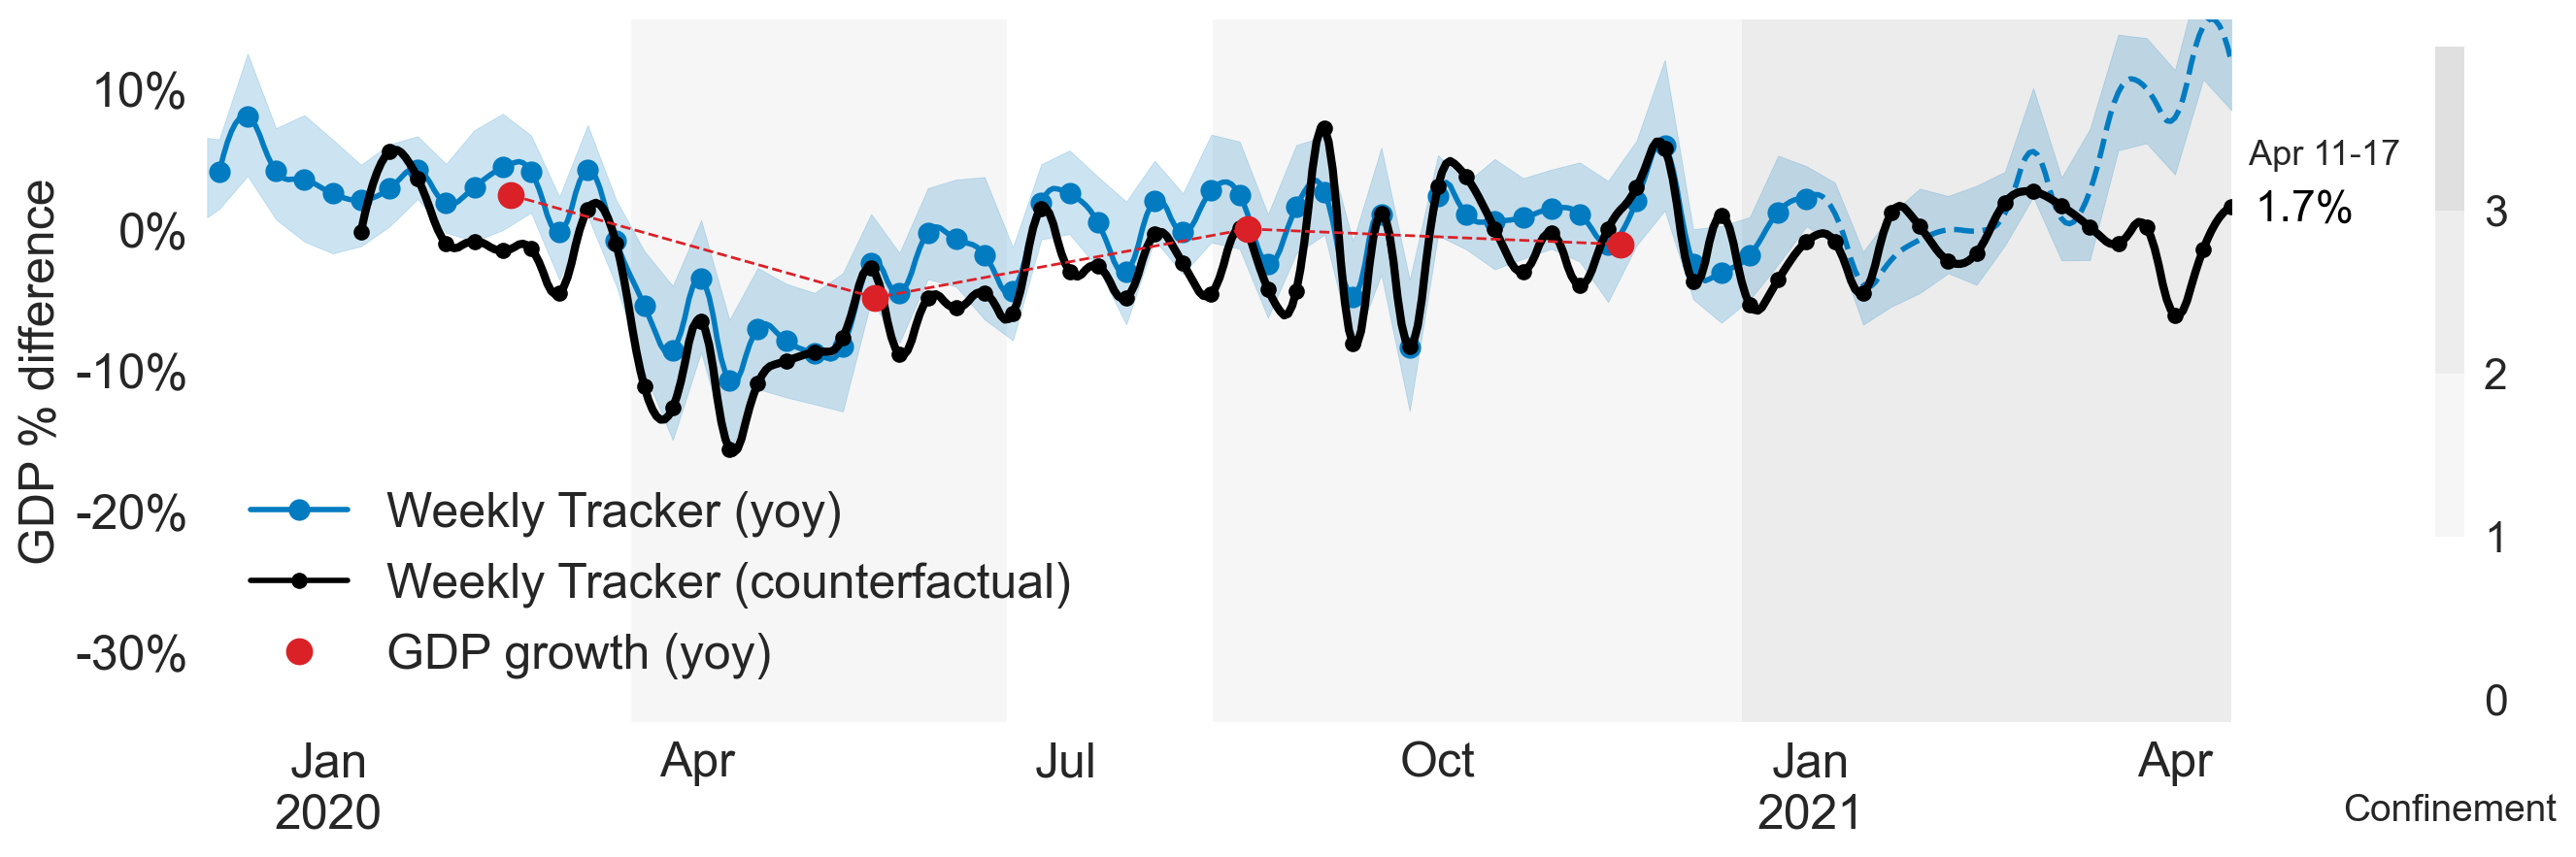 GDP % difference
10%
0%
-10%
-20%
-30%
Weekly Tracker (yoy)
Weekly Tracker (counterfactual)
GDP growth (yoy)
Jan
2020
Apr
Jul
Oct
Jan
2021
Apr
Apr 11-17
1.7%
3
2
1
0
Confinement